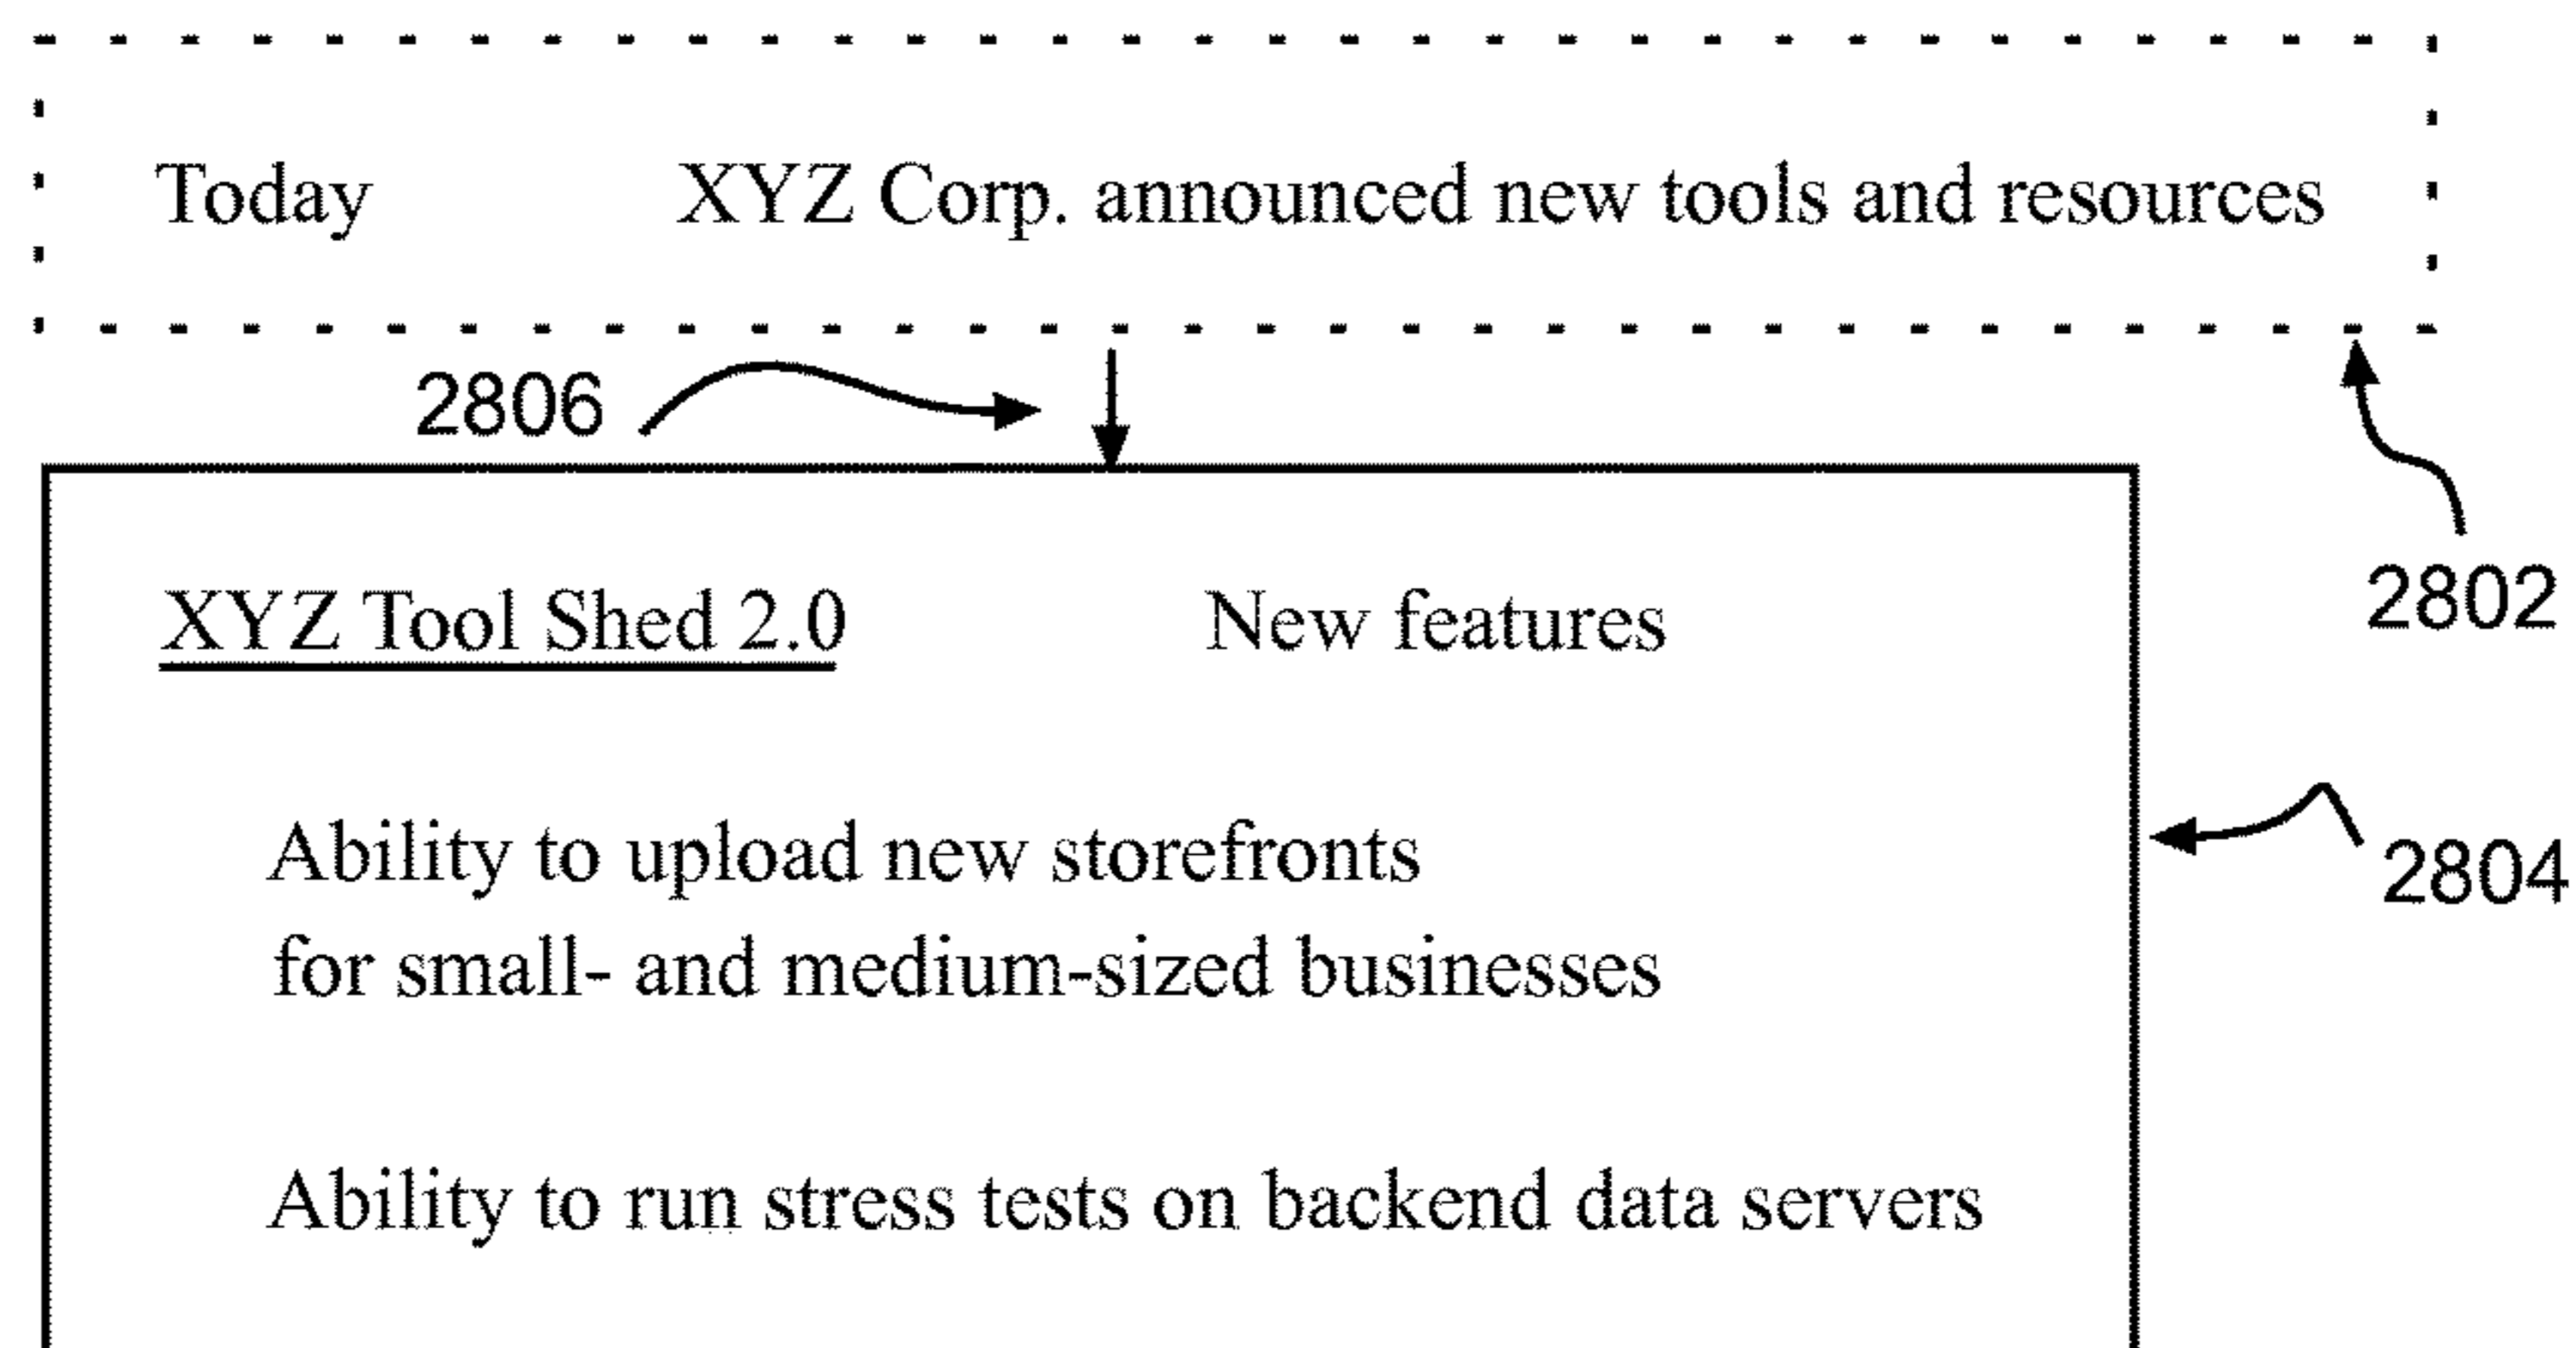 Today XYZ Corp. announced new tools and resources
2806
XYZ Tool Shed 2.0 New features
2802
Ability to upload new storefronts
2804
for small- and medium-sized businesses
Ability to run stress tests on backend data servers